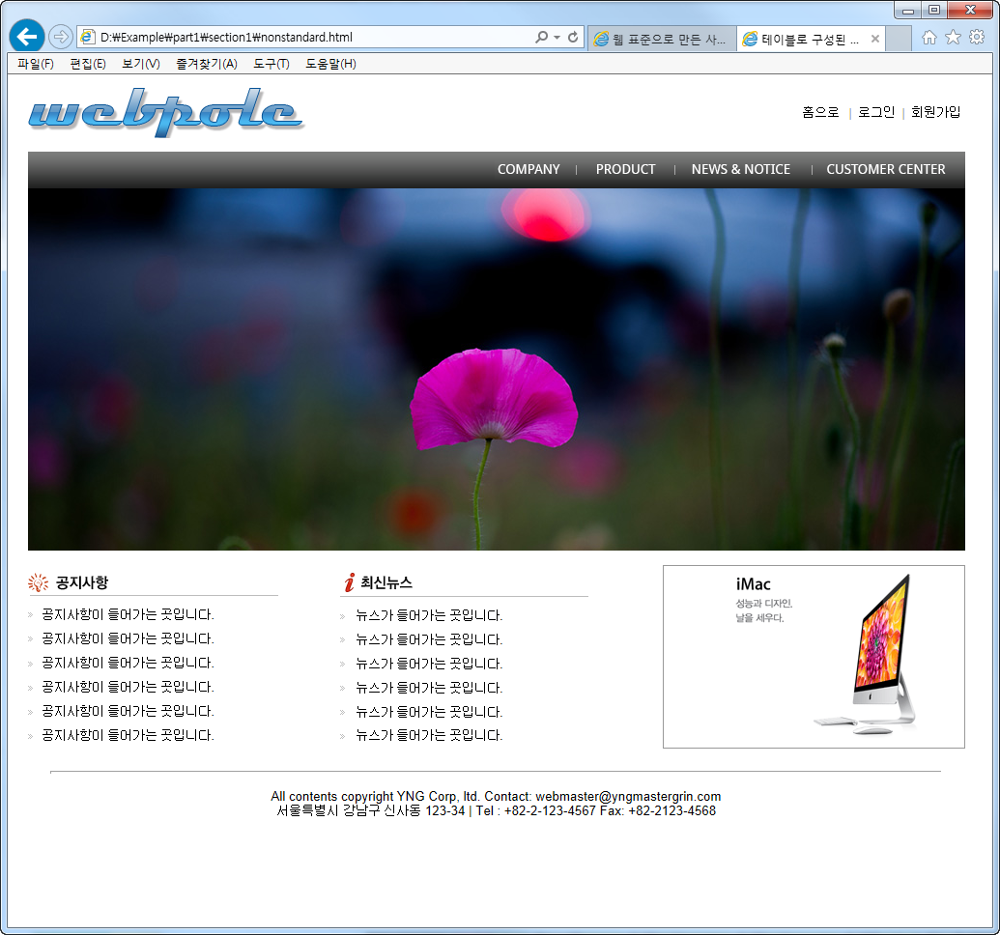 D:₩Example₩part1₩section1₩nonstandard.html
웹 표준으로 만든 사...
테이블로 구성된 ...
파일(F) 편집(E) 보기(V) 즐겨찾기(A) 도구(T) 도움말(H)
webpole
홈으로 | 로그인 | 회원가입
COMPANY | PRODUCT | NEWS & NOTICE | CUSTOMER CENTER
공지사항
공지사항이 들어가는 곳입니다.
공지사항이 들어가는 곳입니다.
공지사항이 들어가는 곳입니다.
공지사항이 들어가는 곳입니다.
공지사항이 들어가는 곳입니다.
공지사항이 들어가는 곳입니다.
최신뉴스
뉴스가 들어가는 곳입니다.
뉴스가 들어가는 곳입니다.
뉴스가 들어가는 곳입니다.
뉴스가 들어가는 곳입니다.
뉴스가 들어가는 곳입니다.
뉴스가 들어가는 곳입니다.
iMac
성능과 디자인.
날을 세우다.
All contents copyright YNG Corp, ltd. Contact: webmaster@yngmastergrin.com
서울특별시 강남구 신사동 123-34 | Tel : +82-2-123-4567 Fax: +82-2123-4568